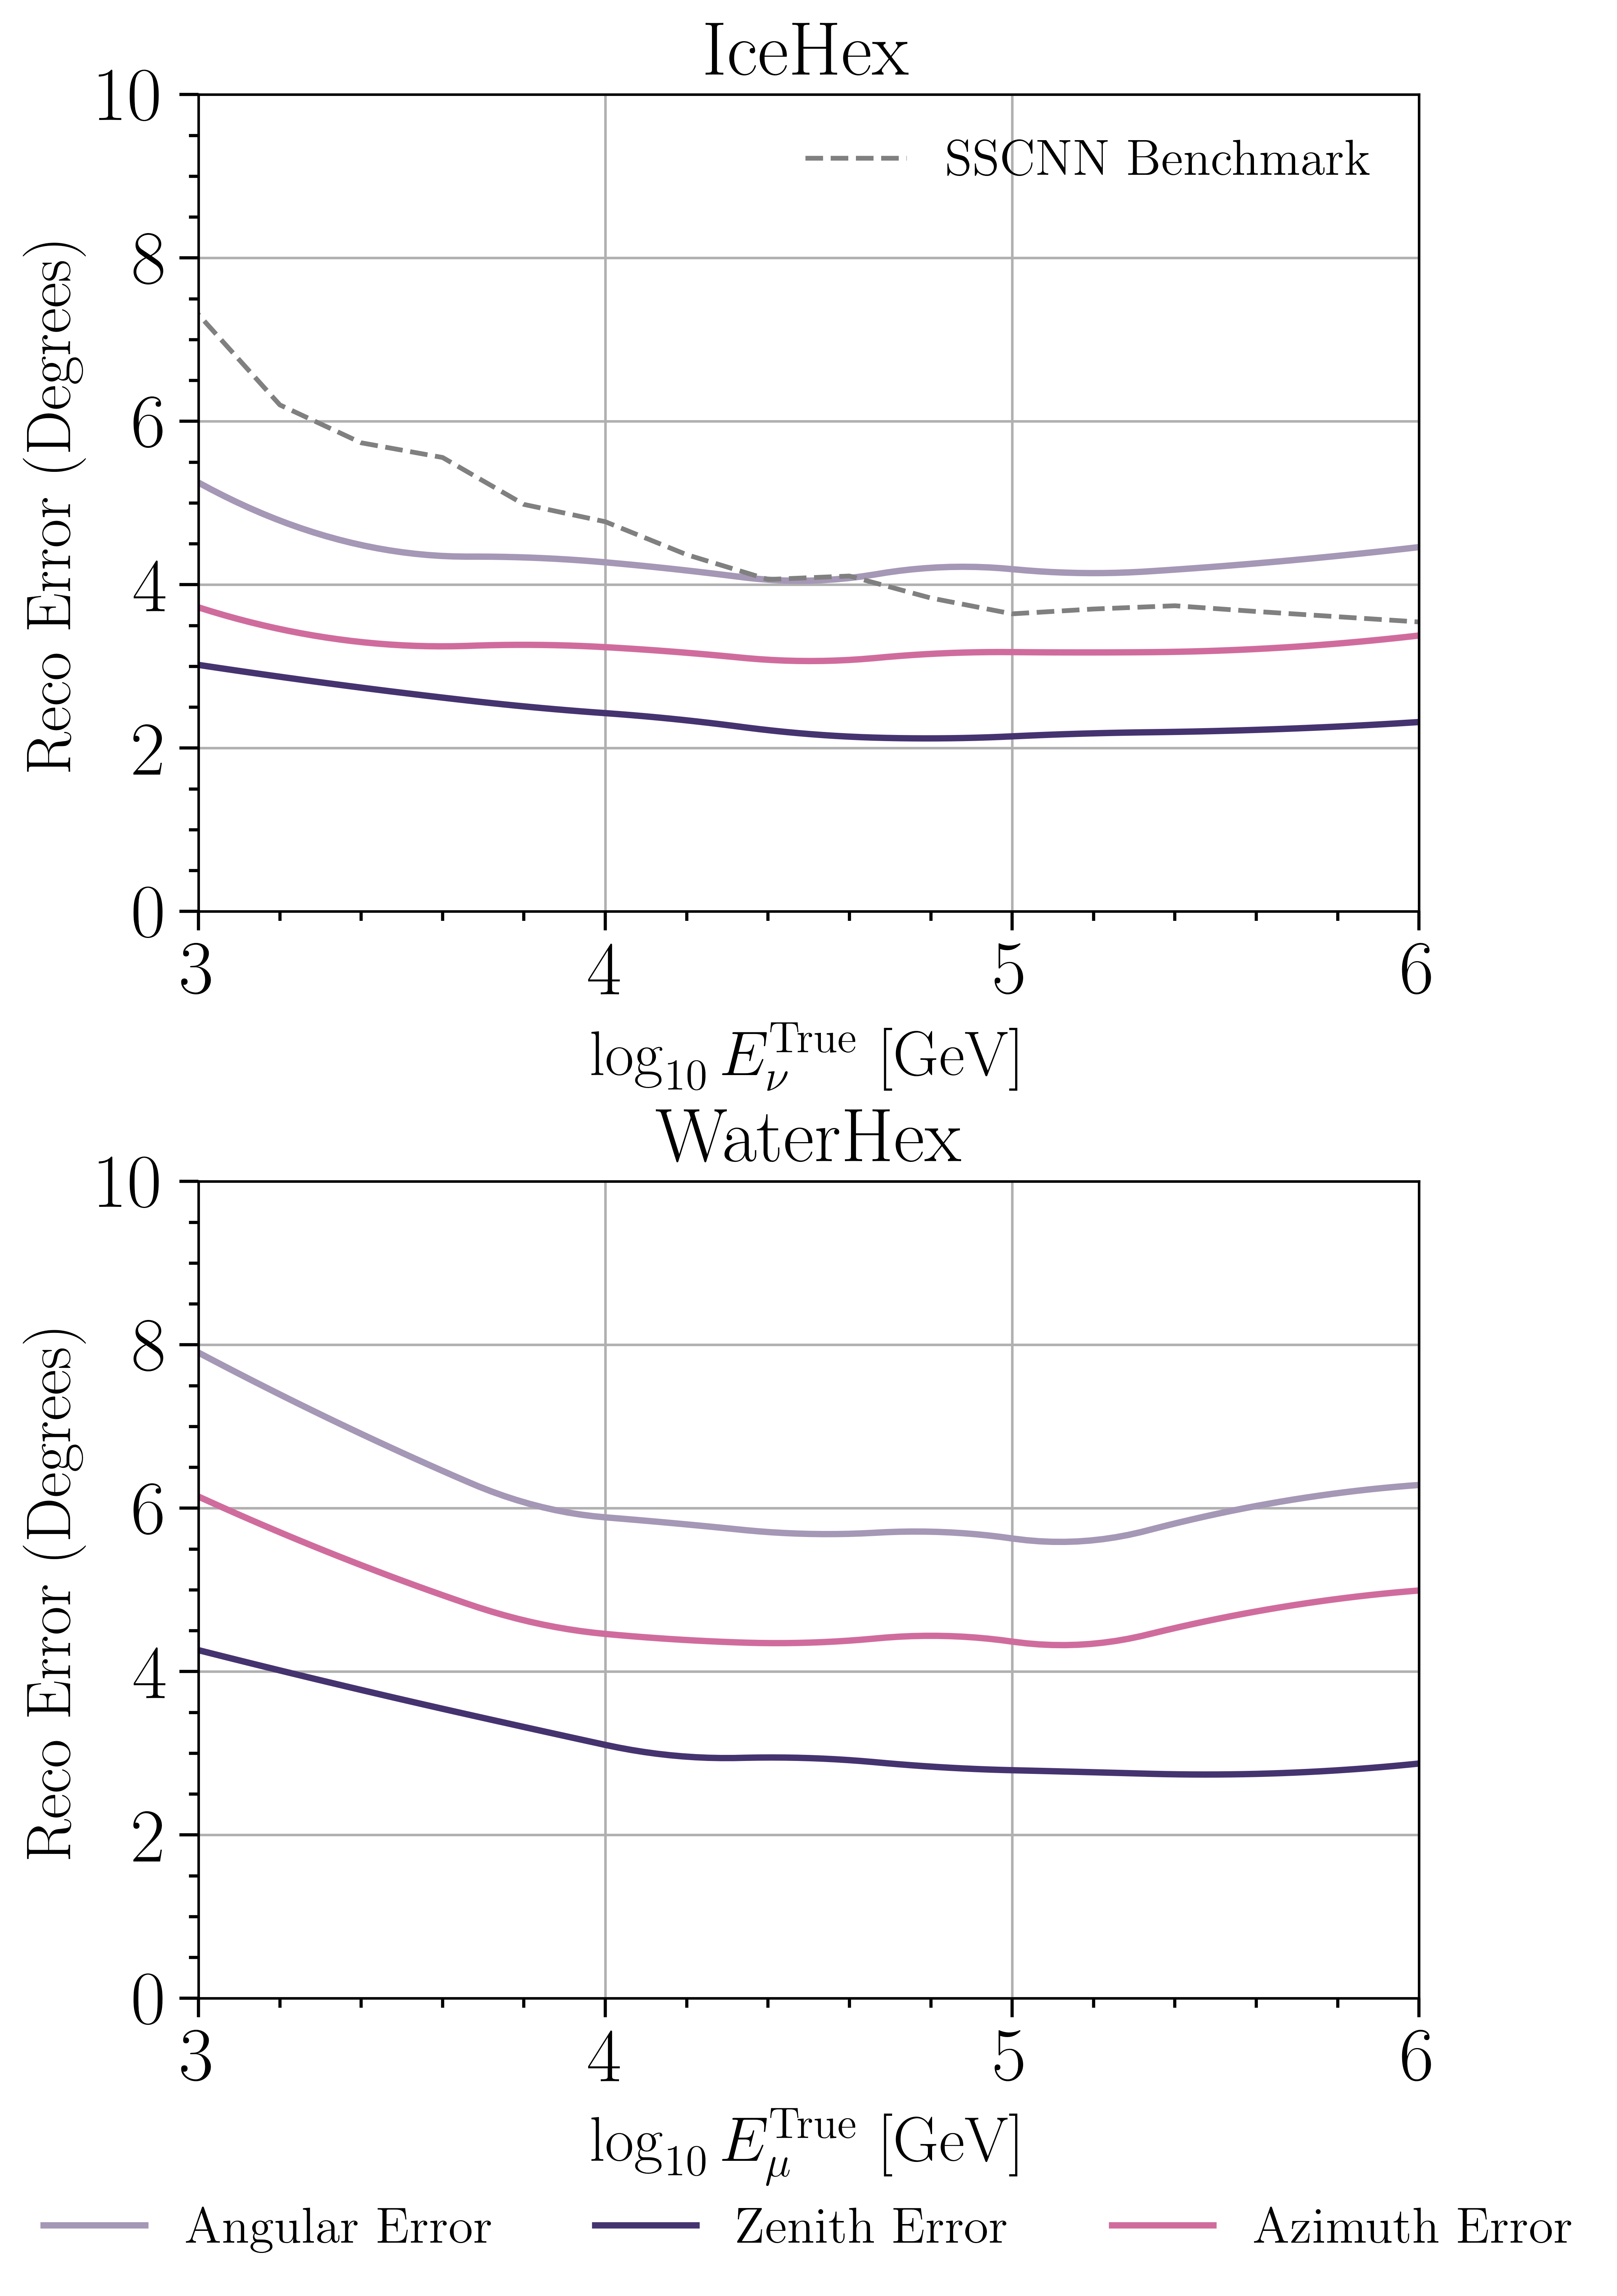 IceHex
10
8
6
4
2
0
Reco Error (Degrees)
SSCNN Benchmark
3 4 5 6
log₁₀ E_ν^True [GeV]
WaterHex
10
8
6
4
2
0
Reco Error (Degrees)
3 4 5 6
log₁₀ E_μ^True [GeV]
Angular Error Zenith Error Azimuth Error